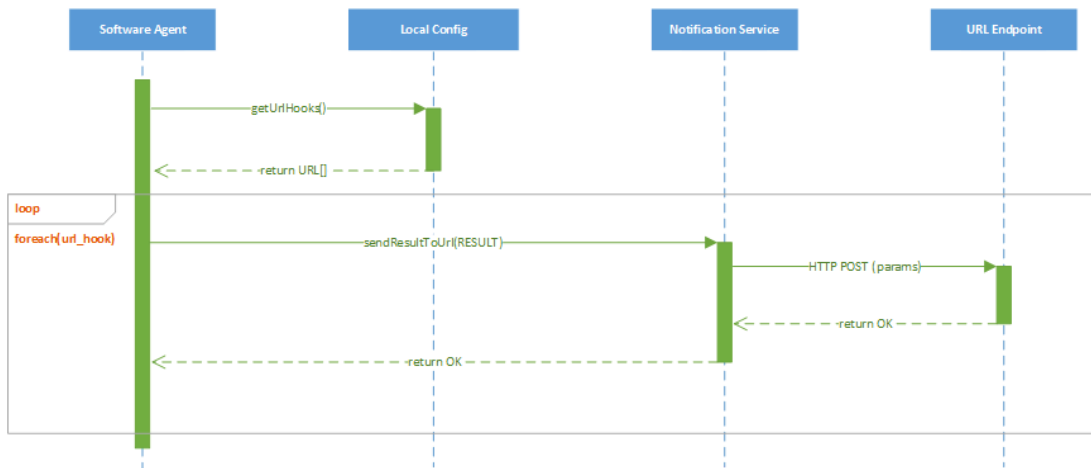 Software Agent
Local Config
Notification Service
URL Endpoint
getUrlHooks()
return URL[]
loop
foreach(url_hook)
sendResultToUrl(RESULT)
HTTP POST (params)
return OK
return OK